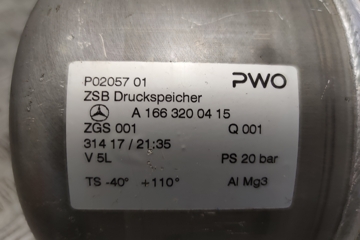 P02057 01 PWO
ZSB Druckspeicher
A 166 320 04 15
ZGS 001 Q 001
314 17 / 21:35
V 5L PS 20 bar
TS -40° +110° Al Mg3